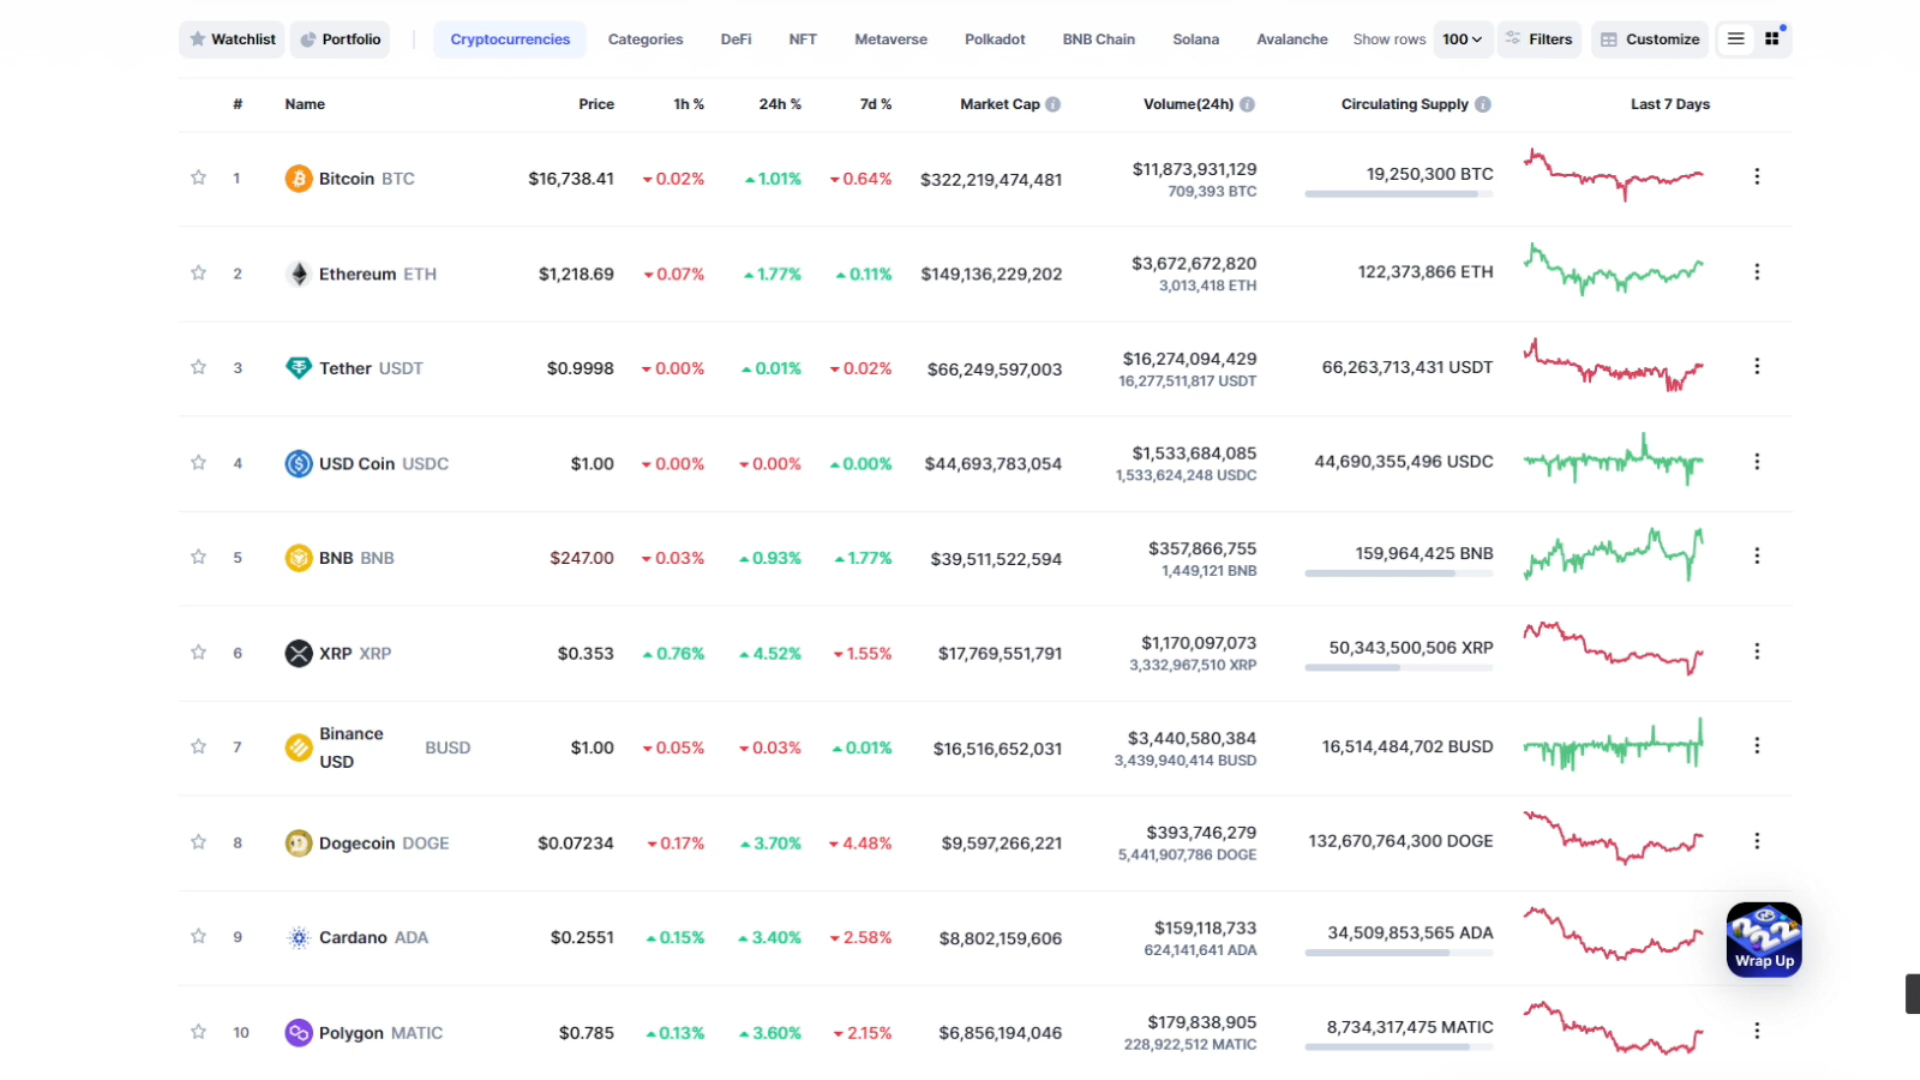 Watchlist Portfolio Cryptocurrencies Categories DeFi NFT Metaverse Polkadot BNB Chain Solana Avalanche Show rows 100 Filters Customize
# Name Price 1h % 24h % 7d % Market Cap Volume(24h) Circulating Supply Last 7 Days
1 Bitcoin BTC $16,738.41 0.02% 1.01% 0.64% $322,219,474,481 $11,873,931,129 19,250,300 BTC
709,393 BTC
2 Ethereum ETH $1,218.69 0.07% 1.77% 0.11% $149,136,229,202 $3,672,672,820 122,373,866 ETH
3,013,418 ETH
3 Tether USDT $0.9998 0.00% 0.01% 0.02% $66,249,597,003 $16,274,094,429 66,263,713,431 USDT
16,277,511,817 USDT
4 USD Coin USDC $1.00 0.00% 0.00% 0.00% $44,693,783,054 $1,533,684,085 44,690,355,496 USDC
1,533,624,248 USDC
5 BNB BNB $247.00 0.03% 0.93% 1.77% $39,511,522,594 $357,866,755 159,964,425 BNB
1,449,121 BNB
6 XRP XRP $0.353 0.76% 4.52% 1.55% $17,769,551,791 $1,170,097,073 50,343,500,506 XRP
3,332,967,510 XRP
7 Binance USD BUSD $1.00 0.05% 0.03% 0.01% $16,516,652,031 $3,440,580,384 16,514,484,702 BUSD
3,439,940,414 BUSD
8 Dogecoin DOGE $0.07234 0.17% 3.70% 4.48% $9,597,266,221 $393,746,279 132,670,764,300 DOGE
5,441,907,786 DOGE
9 Cardano ADA $0.2551 0.15% 3.40% 2.58% $8,802,159,606 $159,118,733 34,509,853,565 ADA
624,141,641 ADA
2022
Wrap Up
10 Polygon MATIC $0.785 0.13% 3.60% 2.15% $6,856,194,046 $179,838,905 8,734,317,475 MATIC
228,922,512 MATIC